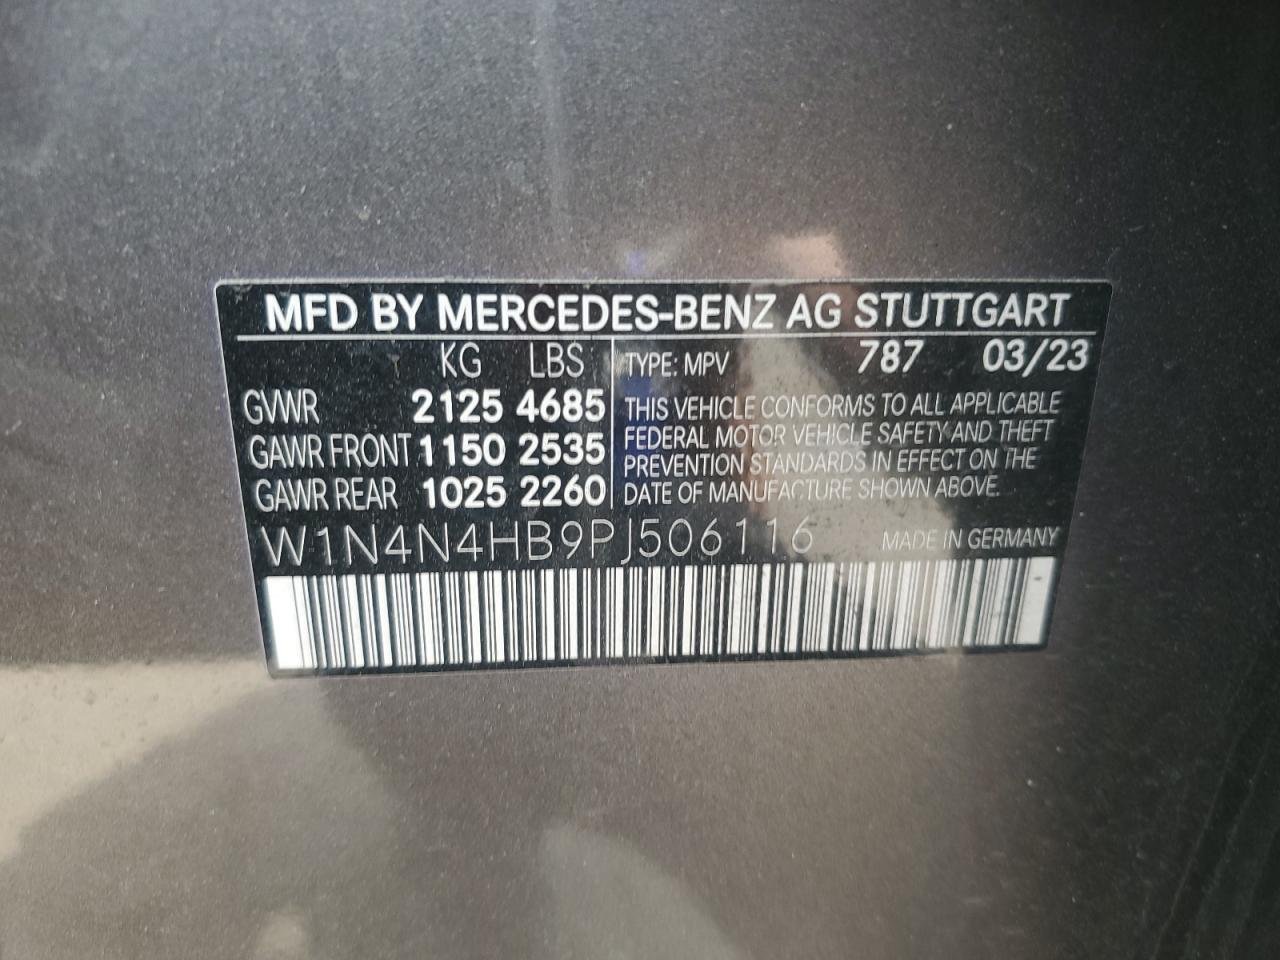 MFD BY MERCEDES-BENZ AG STUTTGART
KG LBS
GVWR 2125 4685
GAWR FRONT 1150 2535
GAWR REAR 1025 2260
TYPE: MPV 787 03/23
THIS VEHICLE CONFORMS TO ALL APPLICABLE
FEDERAL MOTOR VEHICLE SAFETY AND THEFT
PREVENTION STANDARDS IN EFFECT ON THE
DATE OF MANUFACTURE SHOWN ABOVE.
W1N4N4HB9PJ506116 MADE IN GERMANY